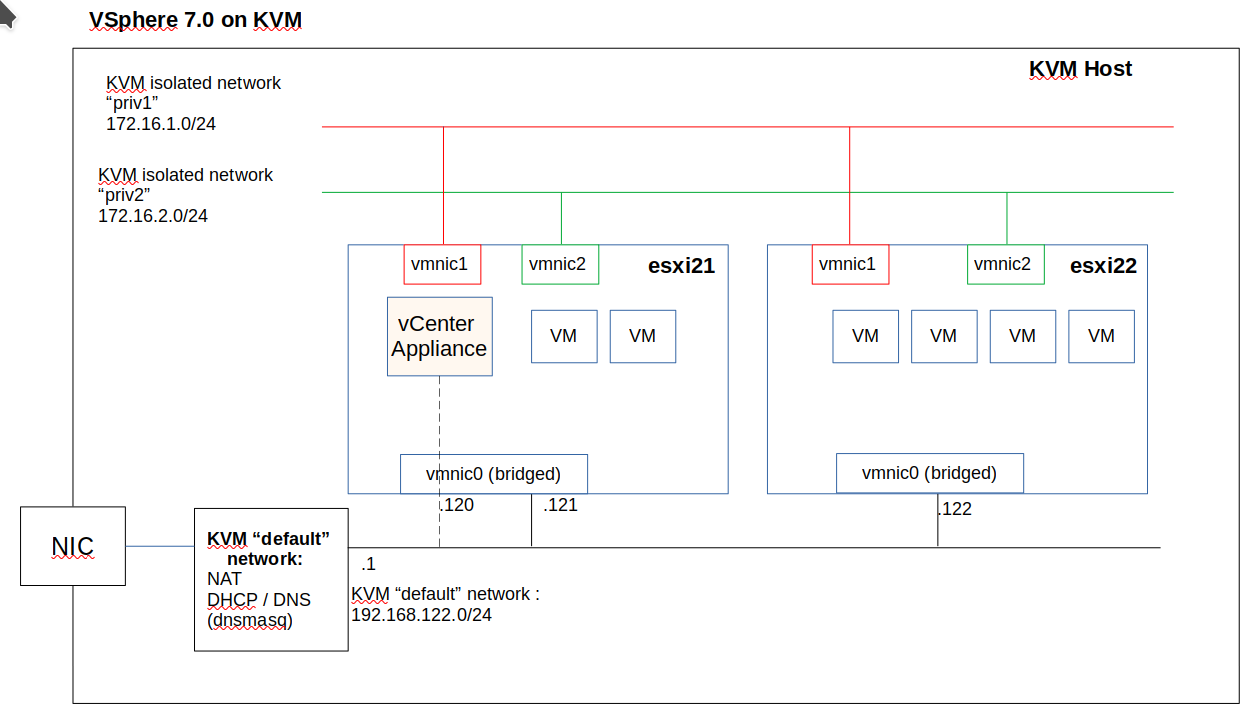 VSphere 7.0 on KVM
KVM Host
KVM isolated network
“priv1”
172.16.1.0/24
KVM isolated network
“priv2”
172.16.2.0/24
vmnic1
vmnic2
esxi21
vmnic1
vmnic2
esxi22
vCenter
Appliance
VM
VM
VM
VM
VM
VM
vmnic0 (bridged)
vmnic0 (bridged)
.120
.121
.122
NIC
KVM “default”
network:
NAT
DHCP / DNS
(dnsmasq)
.1
KVM “default” network :
192.168.122.0/24